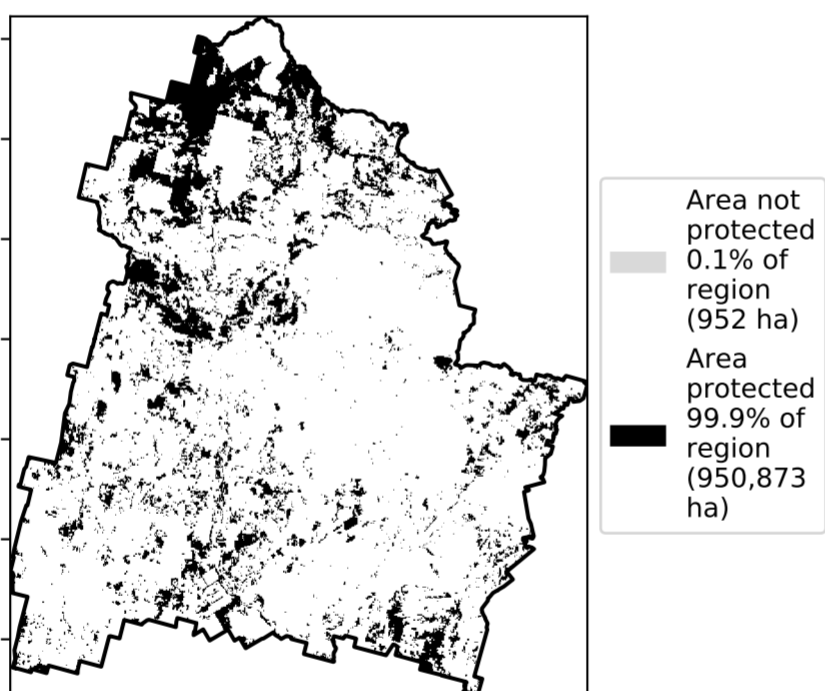 Area not
protected
0.1% of
region
(952 ha)
Area
protected
99.9% of
region
(950,873
ha)